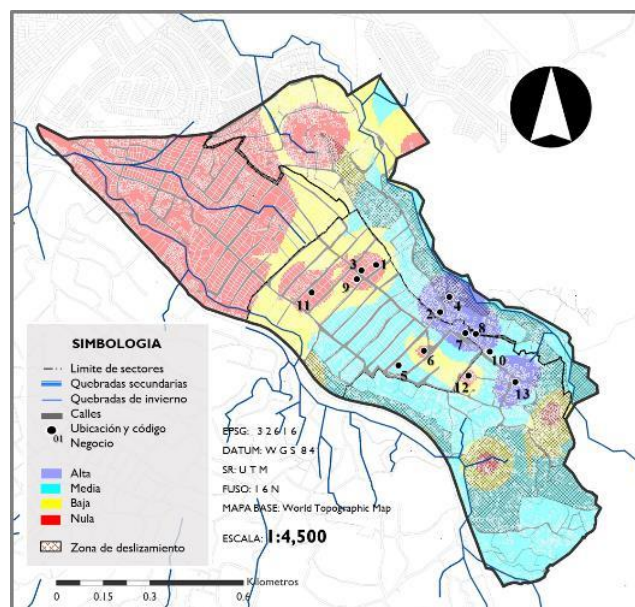 3
1
9
11
4
2
8
7
10
6
5
12
13
SIMBOLOGIA
Limite de sectores
Quebradas secundarias
Quebradas de invierno
Calles
Ubicación y código
01 Negocio
Alta
Media
Baja
Nula
Zona de deslizamiento
EPSG: 32616
DATUM: WGS 84
SR: UTM
FUSO: 16N
MAPA BASE: World Topographic Map
ESCALA: 1:4,500
Kilometros
0 0.15 0.3 0.6